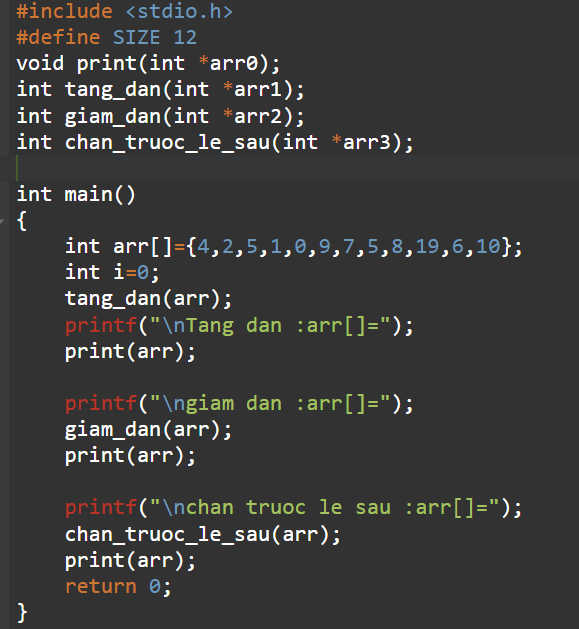 #include <stdio.h>
#define SIZE 12
void print(int *arr0);
int tang_dan(int *arr1);
int giam_dan(int *arr2);
int chan_truoc_le_sau(int *arr3);
int main()
{
    int arr[]={4,2,5,1,0,9,7,5,8,19,6,10};
    int i=0;
    tang_dan(arr);
    printf("\nTang dan :arr[]=");
    print(arr);
    printf("\ngiam dan :arr[]=");
    giam_dan(arr);
    print(arr);
    printf("\nchan truoc le sau :arr[]=");
    chan_truoc_le_sau(arr);
    print(arr);
    return 0;
}